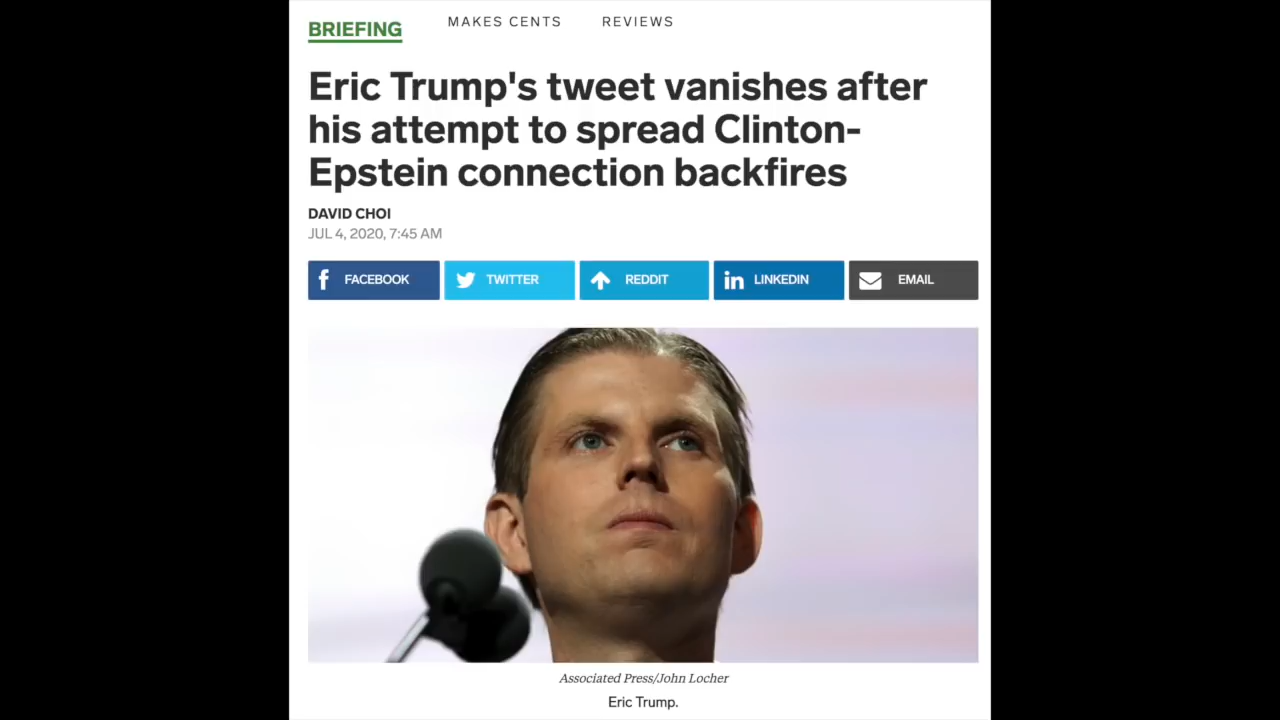 BRIEFING
MAKES CENTS
REVIEWS
Eric Trump's tweet vanishes after
his attempt to spread Clinton-
Epstein connection backfires
DAVID CHOI
JUL 4, 2020, 7:45 AM
FACEBOOK
TWITTER
REDDIT
in LINKEDIN
EMAIL
Associated Press/John Locher
Eric Trump.